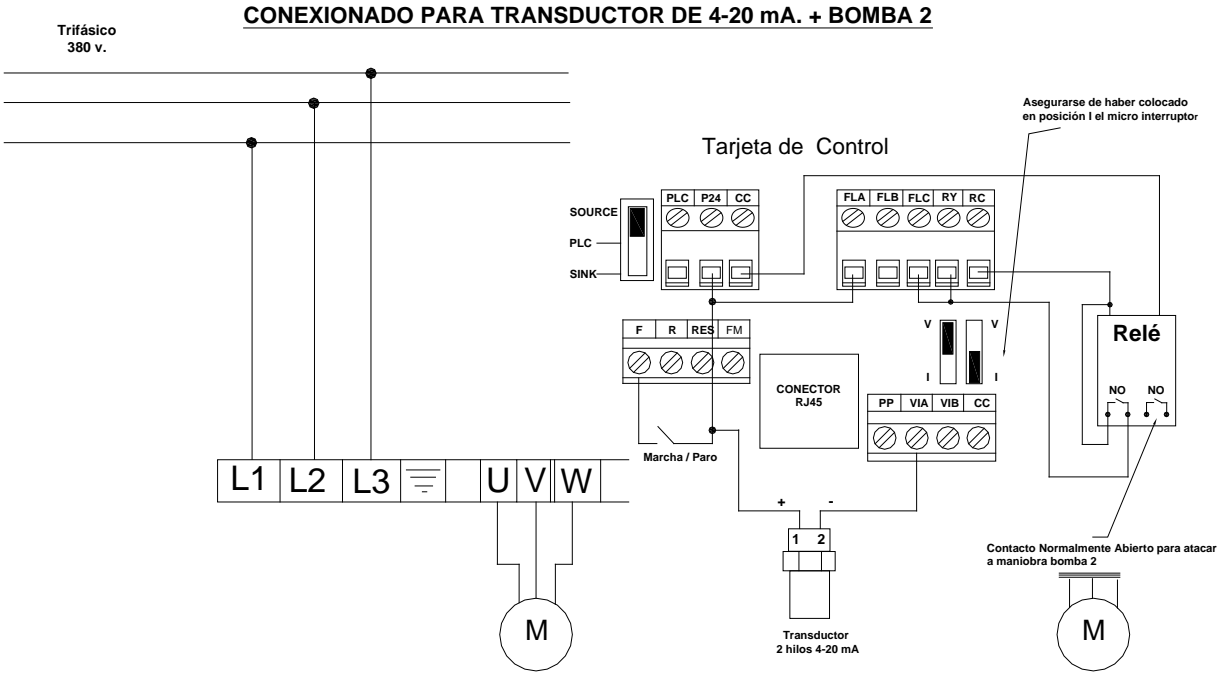 CONEXIONADO PARA TRANSDUCTOR DE 4-20 mA. + BOMBA 2
Trifásico
380 v.
Asegurarse de haber colocado
en posición I el micro interruptor
Tarjeta de Control
SOURCE
PLC
SINK
PLC P24 CC
FLA FLB FLC RY RC
F R RES FM
V V
I I
CONECTOR
RJ45
PP VIA VIB CC
Relé
NO NO
Marcha / Paro
L1 L2 L3 U V W
+ -
1 2
Transductor
2 hilos 4-20 mA
Contacto Normalmente Abierto para atacar
a maniobra bomba 2
M
M